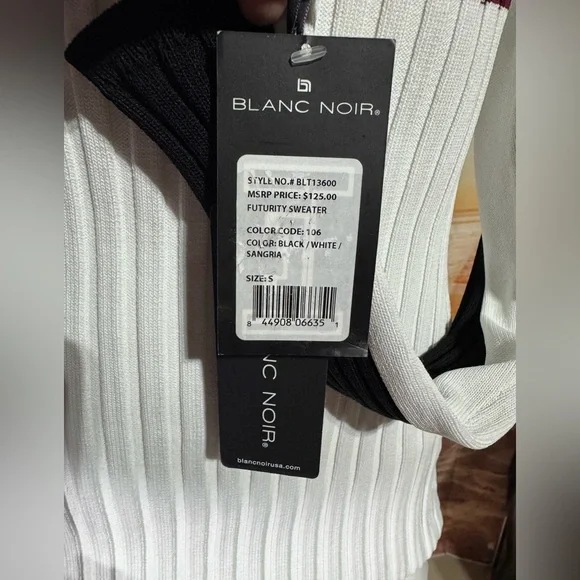 BLANC NOIR®
STYLE NO.# BLT13600
MSRP PRICE: $125.00
FUTURITY SWEATER
COLOR CODE: 106
COLOR: BLACK / WHITE /
SANGRIA
SIZE: S
8 44908 06635 1
NC NOIR®
blancnoirusa.com